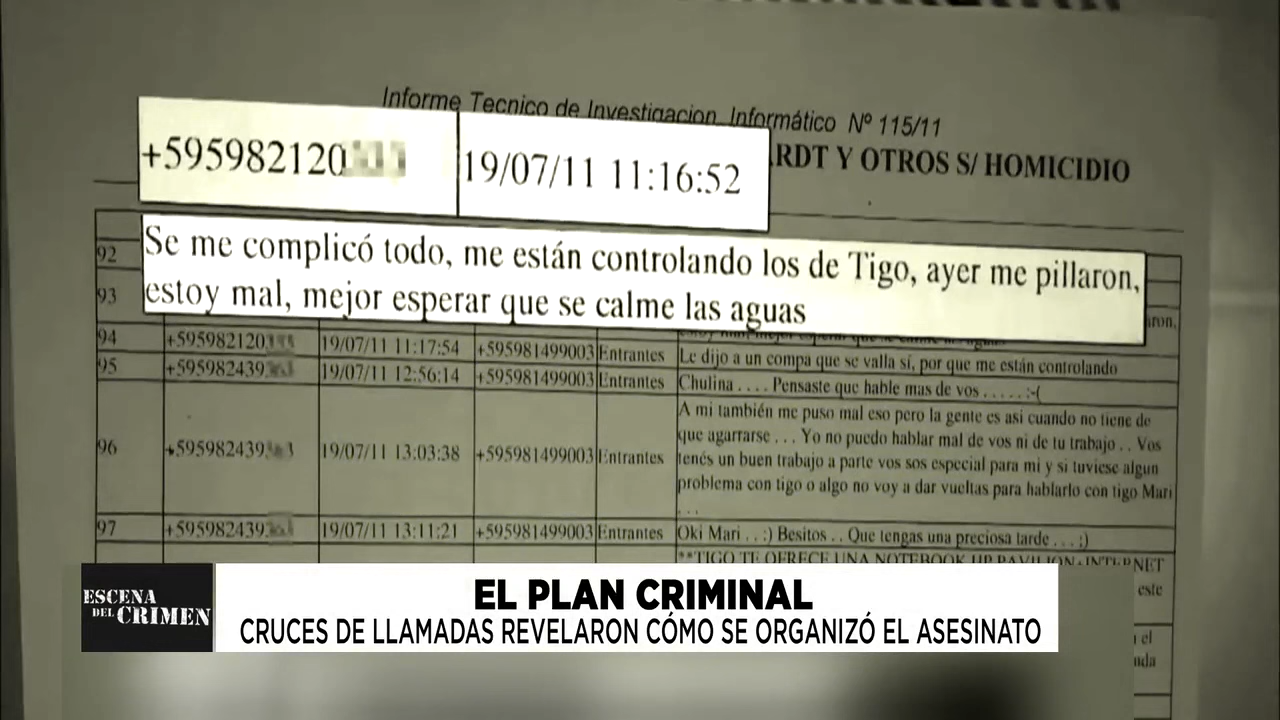 Informe Tecnico de Investigacion Informático Nº 115/11
RDT Y OTROS S/ HOMICIDIO
+595982120
19/07/11 11:16:52
Se me complicó todo, me están controlando los de Tigo, ayer me pillaron,
estoy mal, mejor esperar que se calme las aguas
92
93
94 +595982120 19/07/11 11:17:54 +595981499003 Entrantes Le dijo a un compa que se valla sí, por que me están controlando
95 +595982439 19/07/11 12:56:14 +595981499003 Entrantes Chulina . . . . Pensaste que hable mas de vos . . . . . :-(
A mi también me puso mal eso pero la gente es asi cuando no tiene de
que agarrarse . . . Yo no puedo hablar mal de vos ni de tu trabajo . . Vos
96 +595982439 19/07/11 13:03:38 +595981499003 Entrantes tenés un buen trabajo a parte vos sos especial para mi y si tuviese algun
problema con tigo o algo no voy a dar vueltas para hablarlo con tigo Mari
. . .
97 +595982439 19/07/11 13:11:21 +595981499003 Entrantes Oki Mari . . :) Besitos . . Que tengas una preciosa tarde . . . ;)
**TIGO TE OFRECE UNA NOTEBOOK HP PAVILION+INTERNET
este
el
ESCENA
DEL CRIMEN
EL PLAN CRIMINAL
CRUCES DE LLAMADAS REVELARON CÓMO SE ORGANIZÓ EL ASESINATO